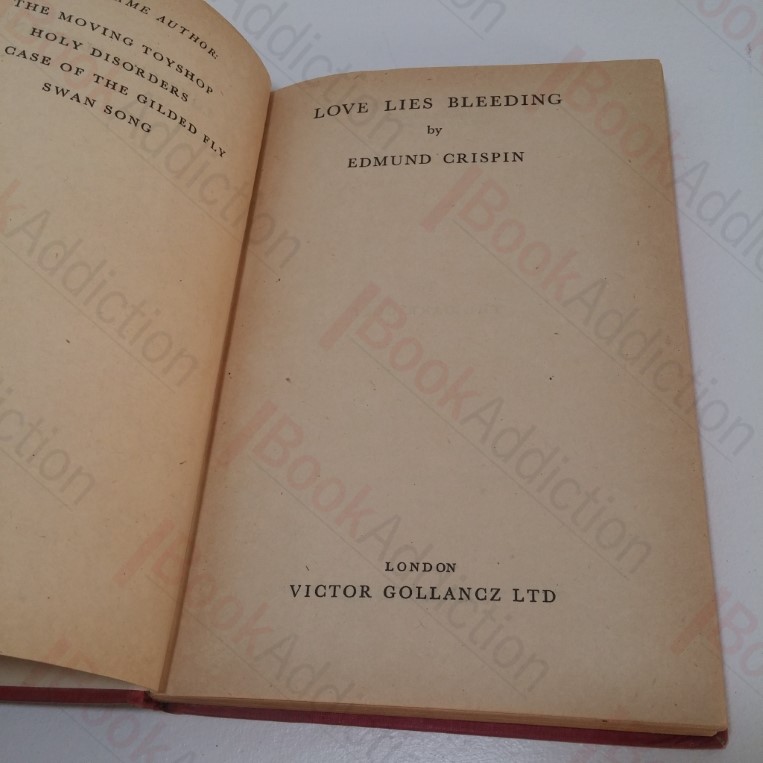 SAME AUTHOR:
THE MOVING TOYSHOP
HOLY DISORDERS
CASE OF THE GILDED FLY
SWAN SONG
LOVE LIES BLEEDING
by
EDMUND CRISPIN
LONDON
VICTOR GOLLANCZ LTD
BookAddiction